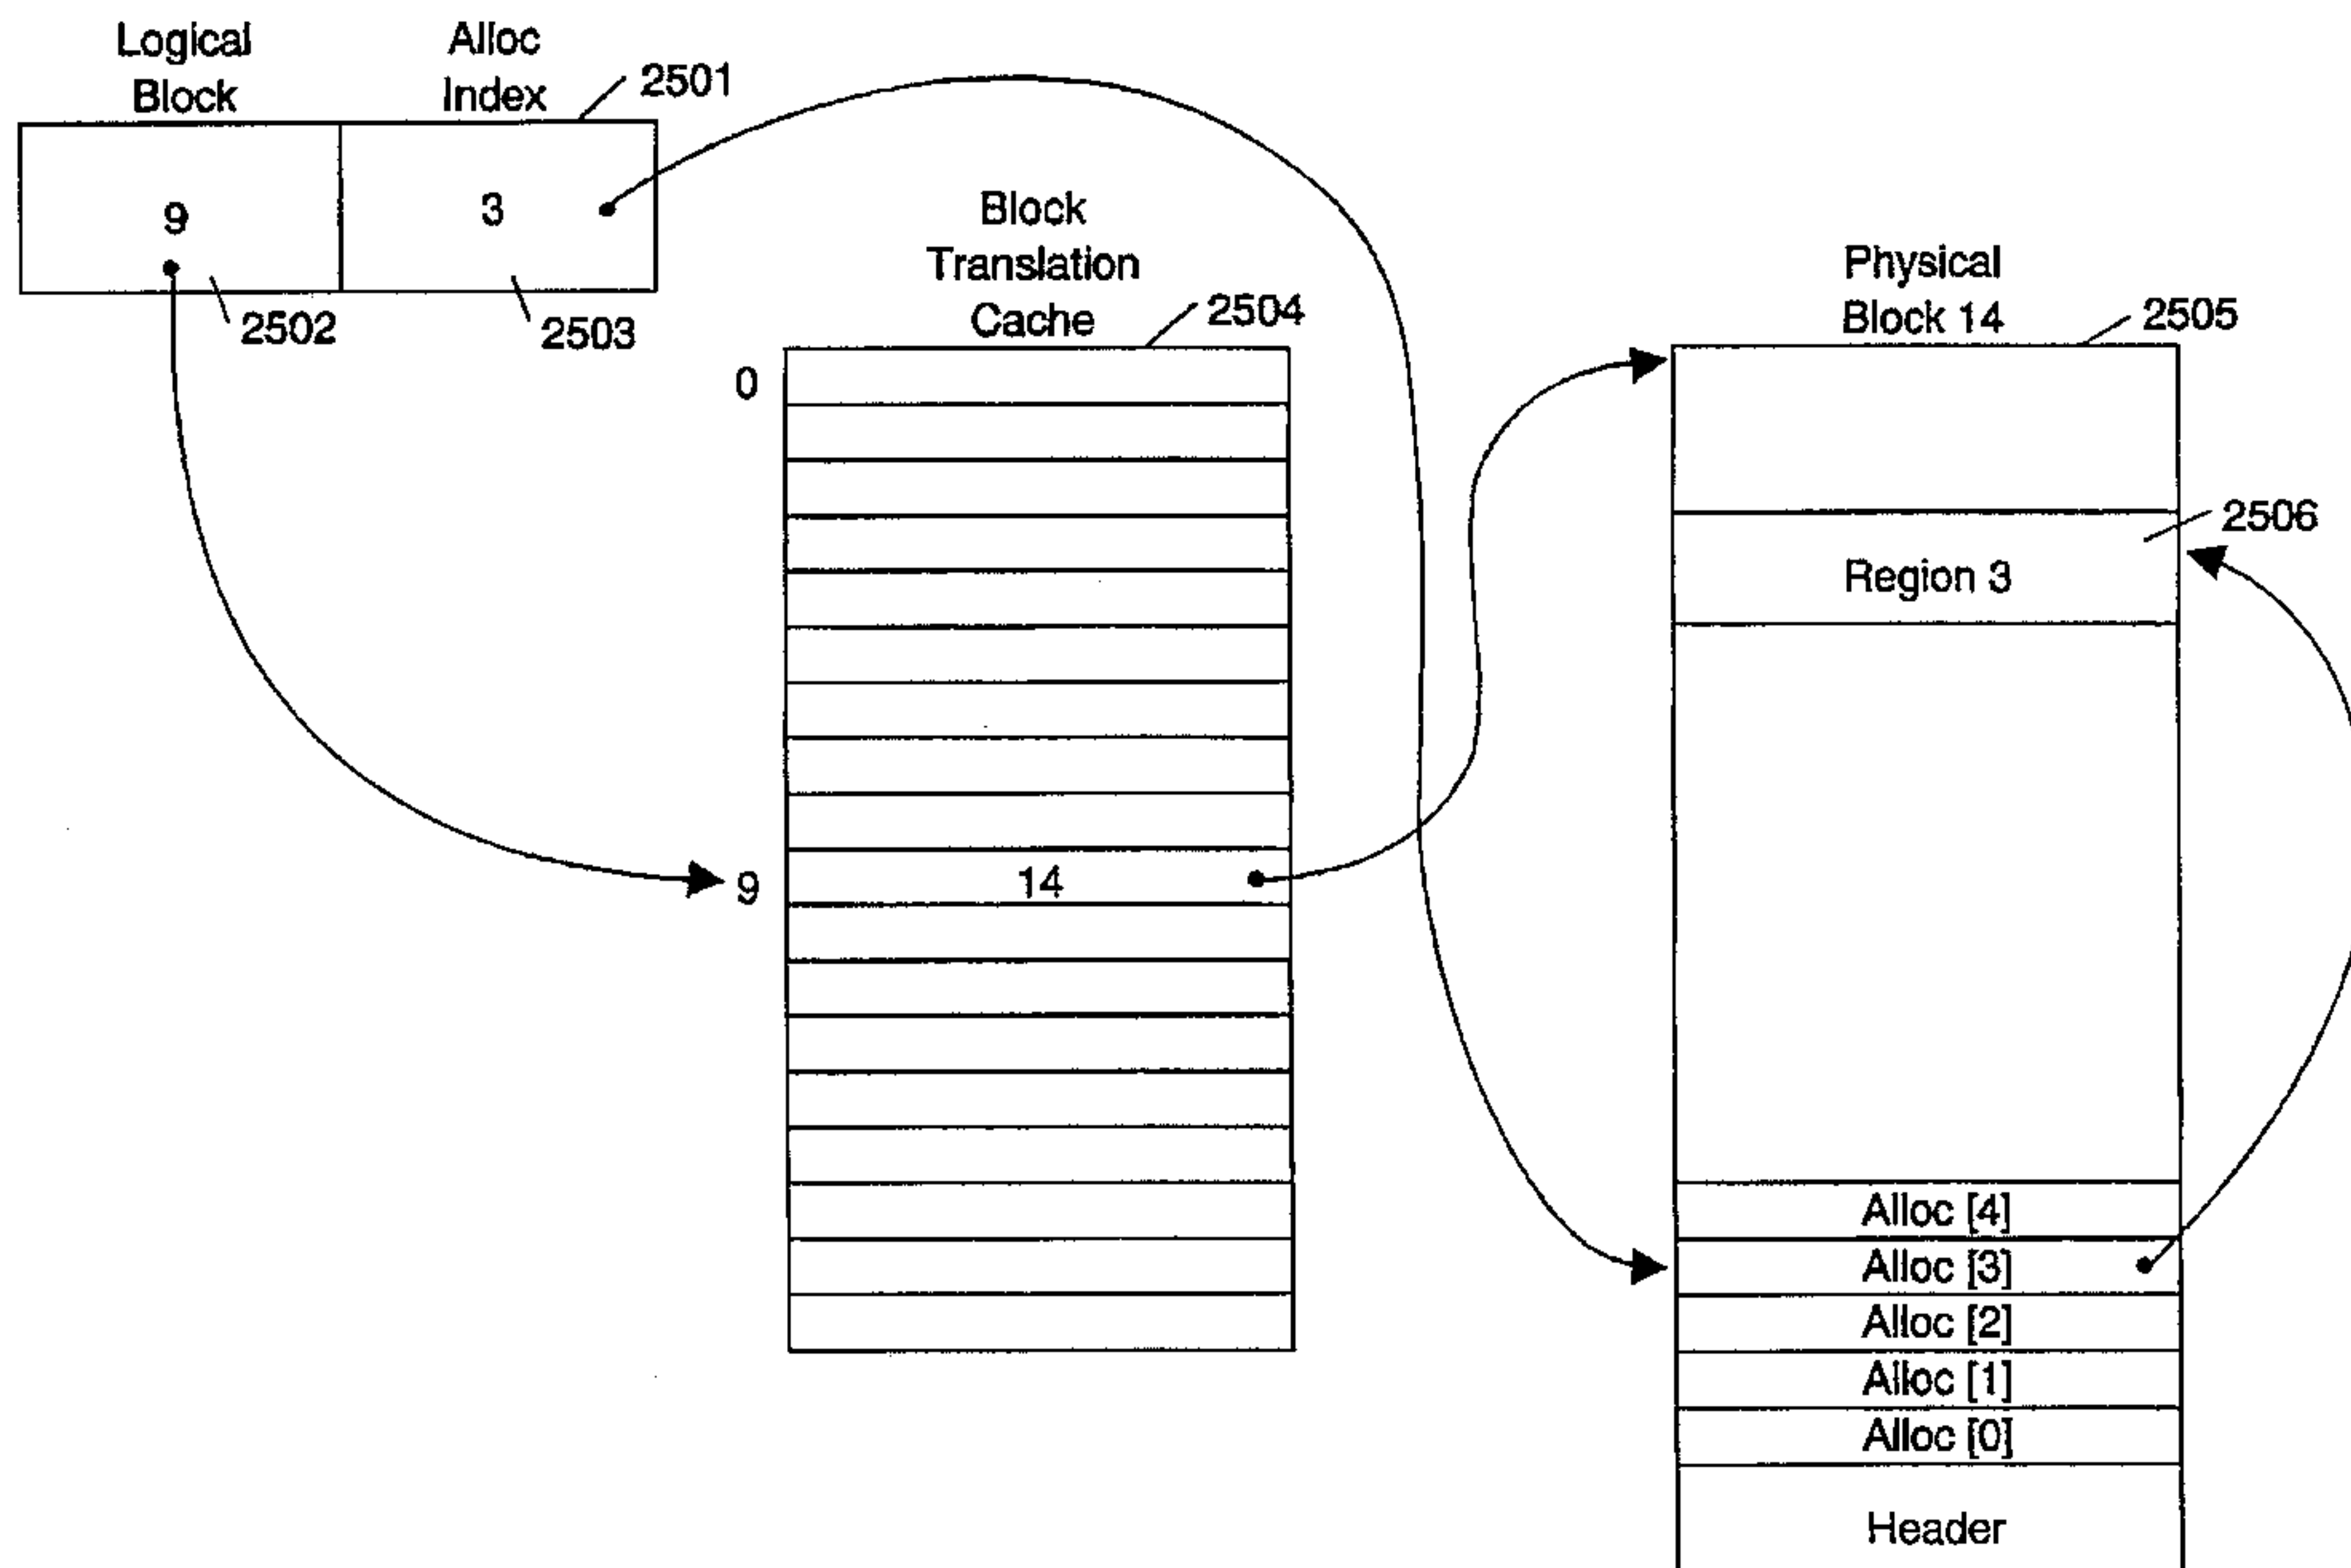 Logical
Block
Alloc
Index
2501
9
3
2502
2503
Block
Translation
Cache
2504
0
9
14
Physical
Block 14
2505
2506
Region 3
Alloc [4]
Alloc [3]
Alloc [2]
Alloc [1]
Alloc [0]
Header